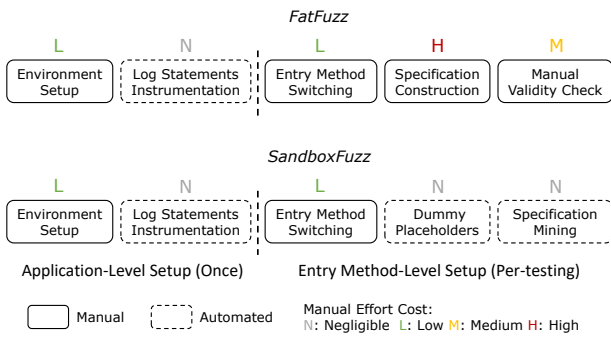 FatFuzz
L N L H M
Environment Setup Log Statements Instrumentation Entry Method Switching Specification Construction Manual Validity Check
SandboxFuzz
L N L N N
Environment Setup Log Statements Instrumentation Entry Method Switching Dummy Placeholders Specification Mining
Application-Level Setup (Once) Entry Method-Level Setup (Per-testing)
Manual Automated
Manual Effort Cost:
N: Negligible L: Low M: Medium H: High